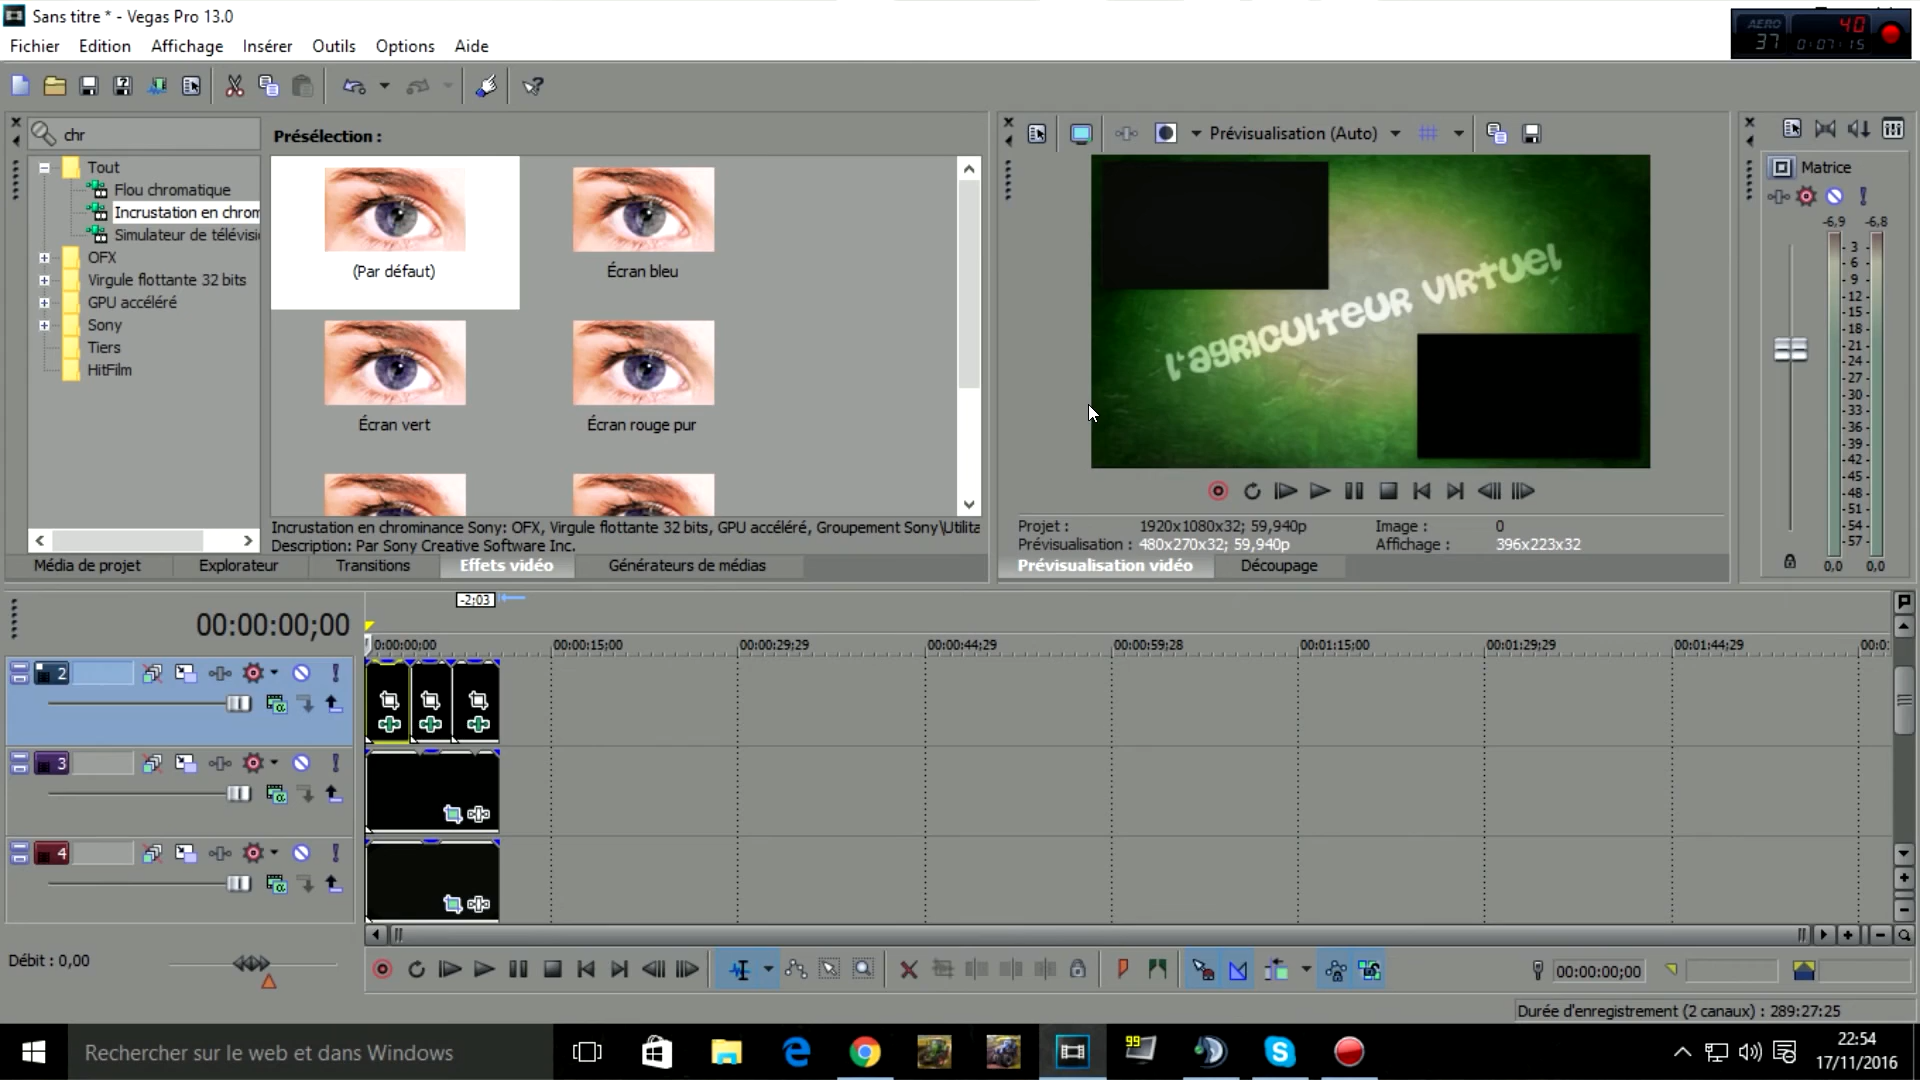 Sans titre * - Vegas Pro 13.0
Fichier Edition Affichage Insérer Outils Options Aide
AERO 40
37 0:07:15
chr
Présélection :
Prévisualisation (Auto)
Tout
Flou chromatique
Incrustation en chrom
Simulateur de télévisi
OFX
Virgule flottante 32 bits
GPU accéléré
Sony
Tiers
HitFilm
(Par défaut)
Écran bleu
Écran vert
Écran rouge pur
Incrustation en chrominance Sony: OFX, Virgule flottante 32 bits, GPU accéléré, Groupement Sony\Utilita
Description: Par Sony Creative Software Inc.
Média de projet Explorateur Transitions Effets vidéo Générateurs de médias
l'agriculteur virtuel
Projet : 1920x1080x32; 59,940p Image : 0
Prévisualisation : 480x270x32; 59,940p Affichage : 396x223x32
Prévisualisation vidéo Découpage
Matrice
-6,9 -6,8
3
6
9
12
15
18
21
24
27
30
33
36
39
42
45
48
51
54
57
0,0 0,0
-2;03
00:00:00;00
0:00:00;00 00:00:15;00 00:00:29;29 00:00:44;29 00:00:59;28 00:01:15;00 00:01:29;29 00:01:44;29 00:0
2
3
4
Débit : 0,00
00:00:00;00
Durée d'enregistrement (2 canaux) : 289:27:25
Rechercher sur le web et dans Windows
99
22:54
17/11/2016